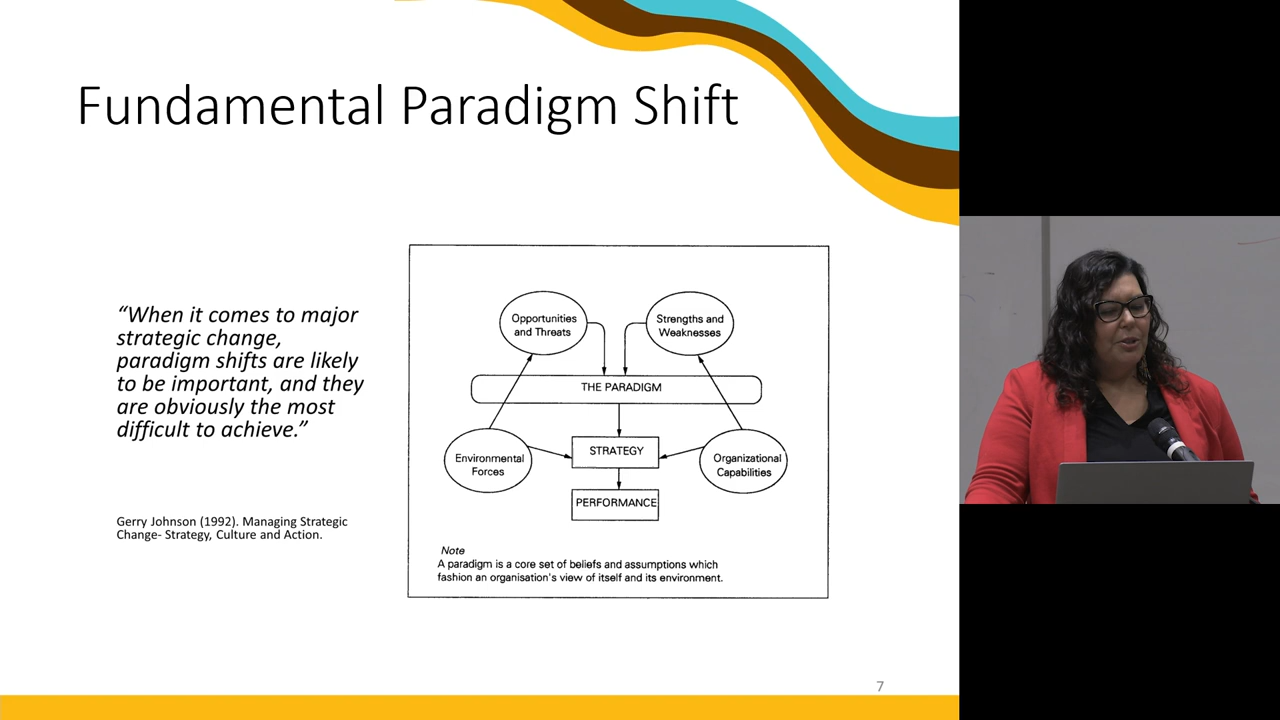 Fundamental Paradigm Shift
“When it comes to major
strategic change,
paradigm shifts are likely
to be important, and they
are obviously the most
difficult to achieve.”
Gerry Johnson (1992). Managing Strategic
Change- Strategy, Culture and Action.
Opportunities
and Threats
Strengths and
Weaknesses
THE PARADIGM
Environmental
Forces
STRATEGY
Organizational
Capabilities
PERFORMANCE
Note
A paradigm is a core set of beliefs and assumptions which
fashion an organisation's view of itself and its environment.
7